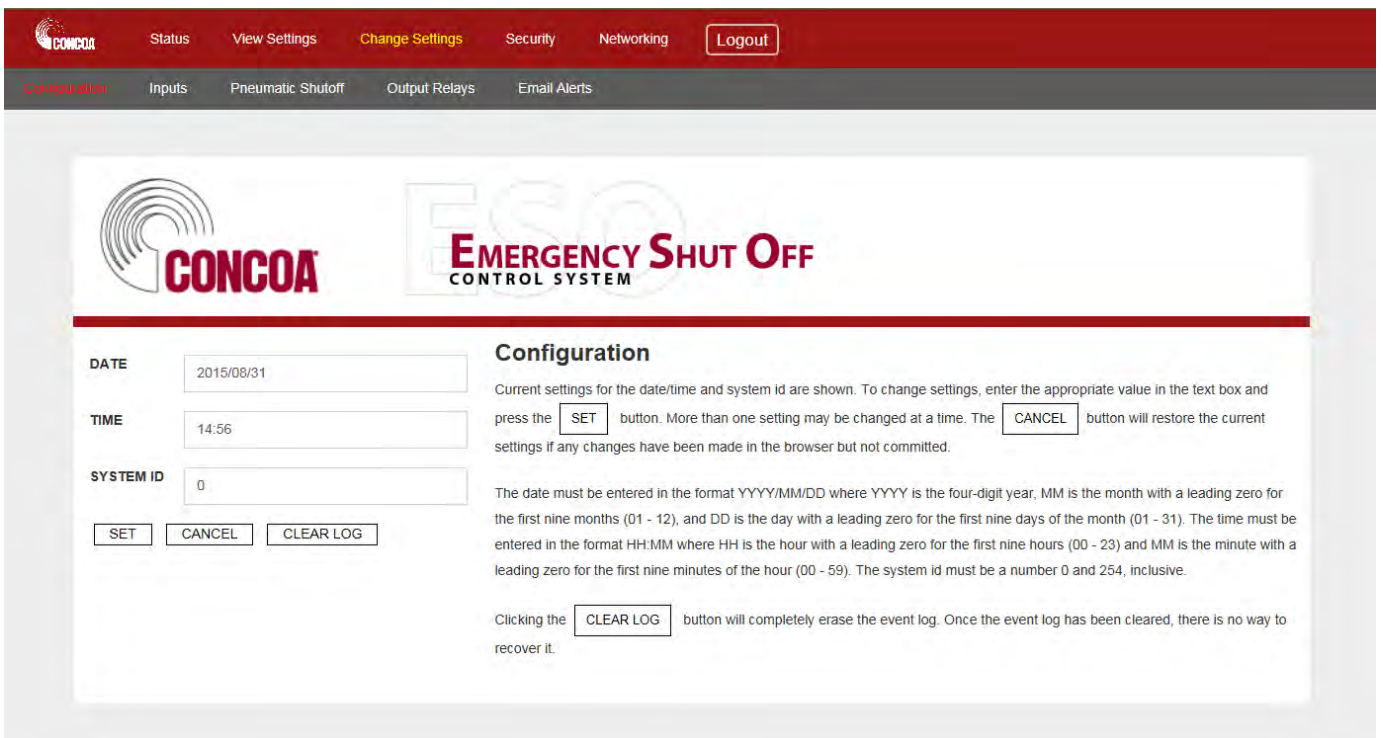 CONCOA Status View Settings Change Settings Security Networking Logout
Configuration Inputs Pneumatic Shutoff Output Relays Email Alerts
ESO
CONCOA
EMERGENCY SHUT OFF
CONTROL SYSTEM
DATE 2015/08/31
TIME 14:56
SYSTEM ID 0
SET CANCEL CLEAR LOG
Configuration
Current settings for the date/time and system id are shown. To change settings, enter the appropriate value in the text box and
press the SET button. More than one setting may be changed at a time. The CANCEL button will restore the current
settings if any changes have been made in the browser but not committed.
The date must be entered in the format YYYY/MM/DD where YYYY is the four-digit year, MM is the month with a leading zero for
the first nine months (01 - 12), and DD is the day with a leading zero for the first nine days of the month (01 - 31). The time must be
entered in the format HH:MM where HH is the hour with a leading zero for the first nine hours (00 - 23) and MM is the minute with a
leading zero for the first nine minutes of the hour (00 - 59). The system id must be a number 0 and 254, inclusive.
Clicking the CLEAR LOG button will completely erase the event log. Once the event log has been cleared, there is no way to
recover it.